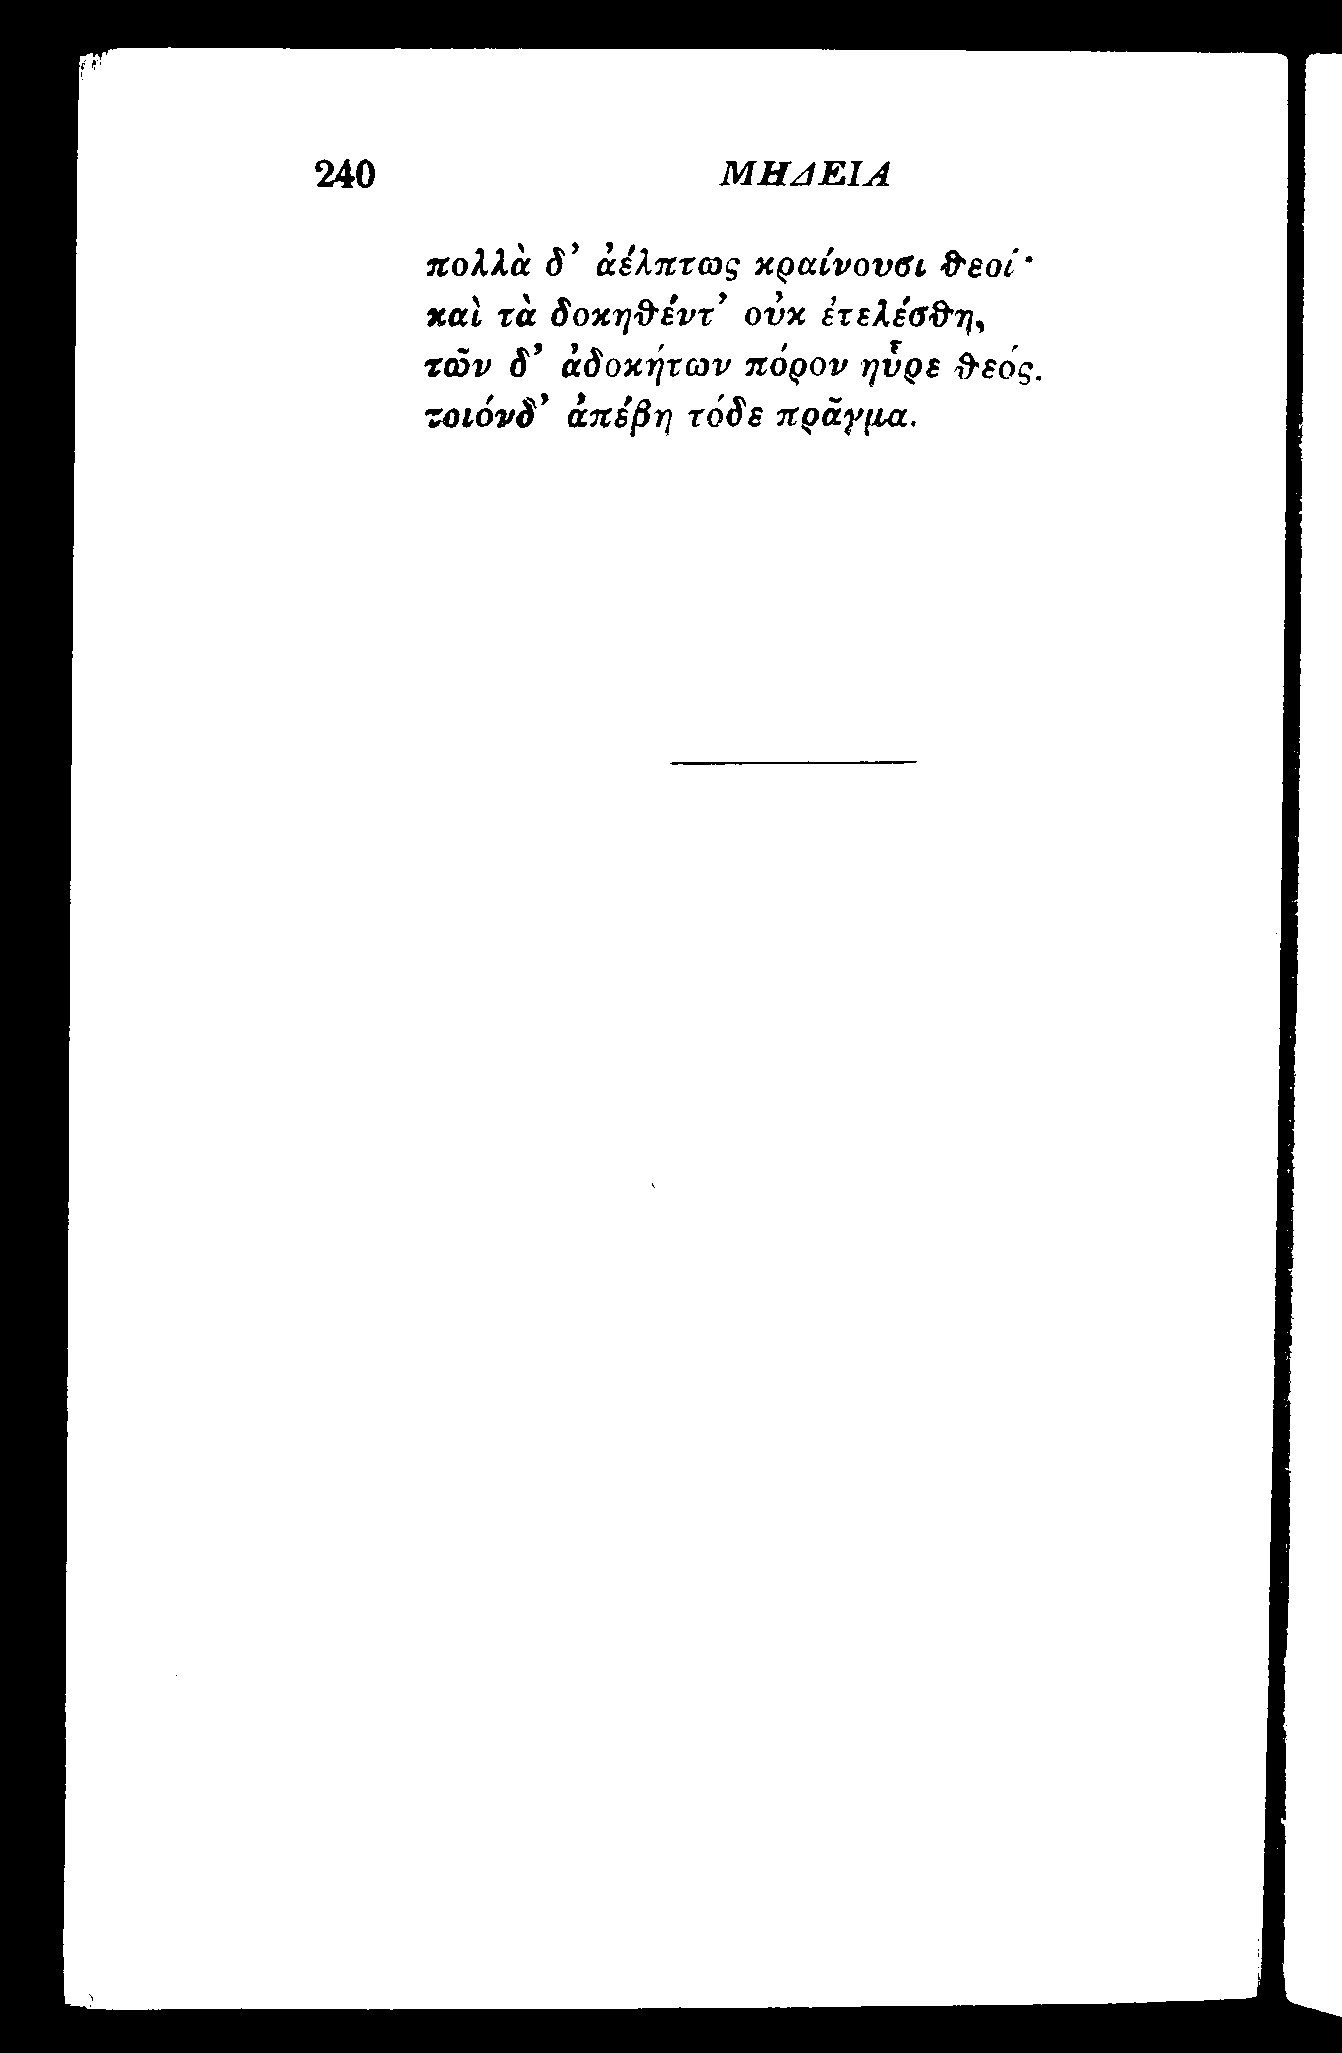 240 ΜΗΔΕΙΑ
πολλὰ δ’ ἀέλπτως κραίνουσι θεοί·
καὶ τὰ δοκηθέντ’ οὐκ ἐτελέσθη,
τῶν δ’ ἀδοκήτων πόρον ηὗρε θεός.
τοιόνδ’ ἀπέβη τόδε πρᾶγμα.